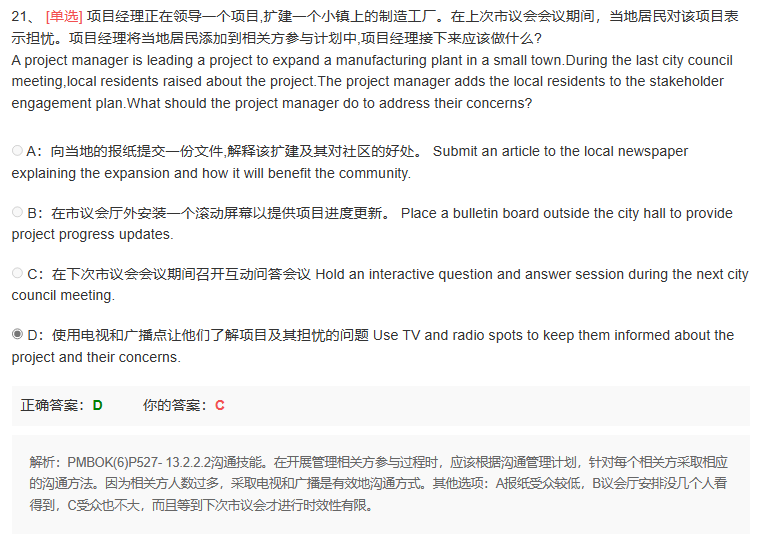 21、 [单选] 项目经理正在领导一个项目,扩建一个小镇上的制造工厂。在上次市议会会议期间，当地居民对该项目表
示担忧。项目经理将当地居民添加到相关方参与计划中,项目经理接下来应该做什么?
A project manager is leading a project to expand a manufacturing plant in a small town.During the last city council
meeting,local residents raised about the project.The project manager adds the local residents to the stakeholder
engagement plan.What should the project manager do to address their concerns?
A：向当地的报纸提交一份文件,解释该扩建及其对社区的好处。 Submit an article to the local newspaper
explaining the expansion and how it will benefit the community.
B：在市议会厅外安装一个滚动屏幕以提供项目进度更新。 Place a bulletin board outside the city hall to provide
project progress updates.
C：在下次市议会会议期间召开互动问答会议 Hold an interactive question and answer session during the next city
council meeting.
D：使用电视和广播点让他们了解项目及其担忧的问题 Use TV and radio spots to keep them informed about the
project and their concerns.
正确答案：D 你的答案：C
解析：PMBOK(6)P527- 13.2.2.2沟通技能。在开展管理相关方参与过程时，应该根据沟通管理计划，针对每个相关方采取相应
的沟通方法。因为相关方人数过多，采取电视和广播是有效地沟通方式。其他选项：A报纸受众较低，B议会厅安排没几个人看
得到，C受众也不大，而且等到下次市议会才进行时效性有限。